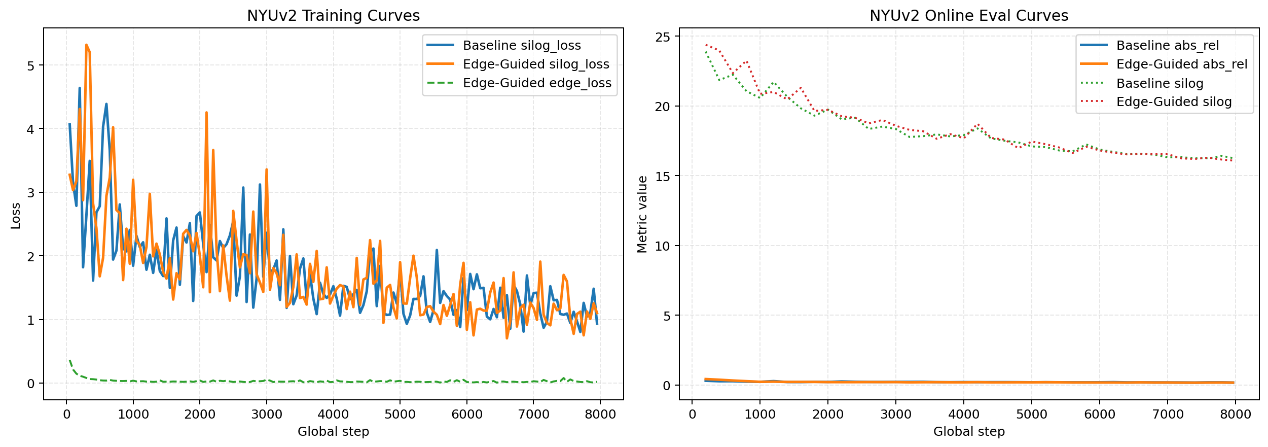 NYUv2 Training Curves
Baseline silog_loss
Edge-Guided silog_loss
Edge-Guided edge_loss
Loss
5
4
3
2
1
0
0 1000 2000 3000 4000 5000 6000 7000 8000
Global step
NYUv2 Online Eval Curves
Baseline abs_rel
Edge-Guided abs_rel
Baseline silog
Edge-Guided silog
Metric value
25
20
15
10
5
0
0 1000 2000 3000 4000 5000 6000 7000 8000
Global step